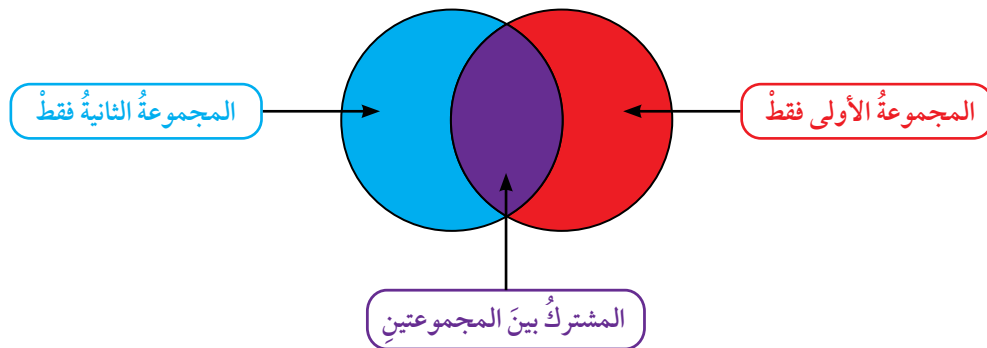 المجموعةُ الأولى فقطْ
المجموعةُ الثانيةُ فقطْ
المشتركُ بينَ المجموعتينِ